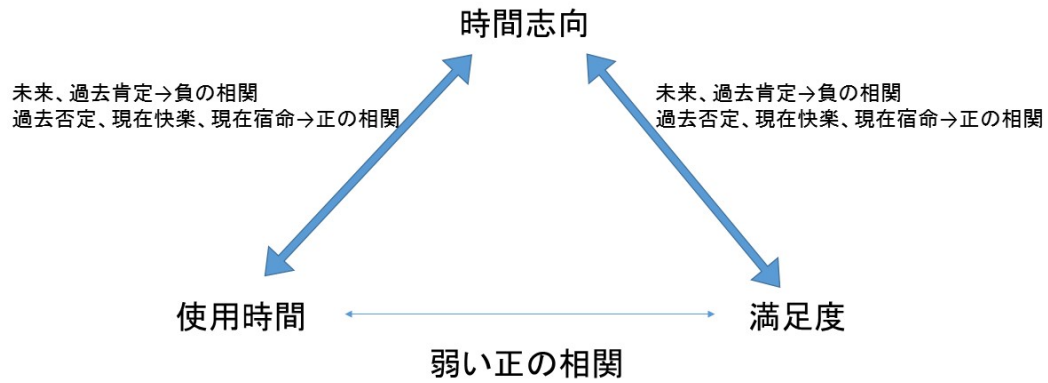 時間志向
未来、過去肯定→負の相関
過去否定、現在快楽、現在宿命→正の相関
未来、過去肯定→負の相関
過去否定、現在快楽、現在宿命→正の相関
使用時間
満足度
弱い正の相関